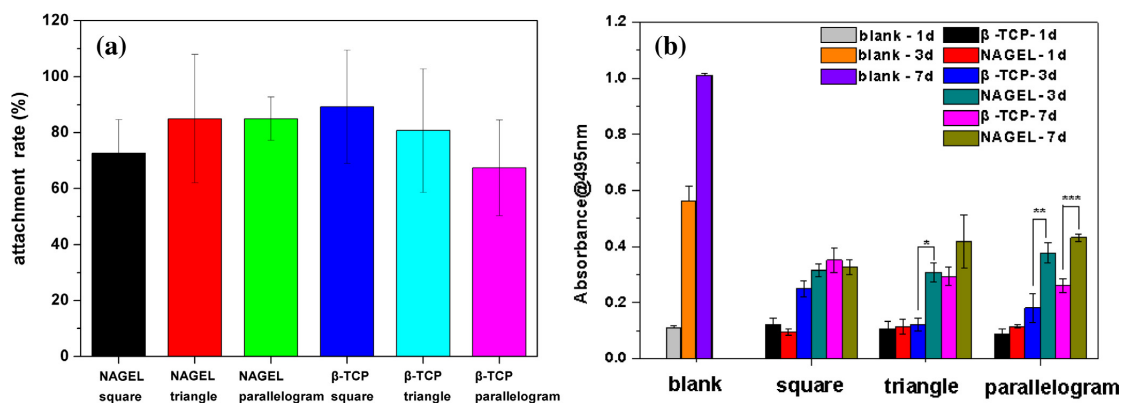 (a)
attachment rate (%)
120
100
80
60
40
20
0
NAGEL square
NAGEL triangle
NAGEL parallelogram
β-TCP square
β-TCP triangle
β-TCP parallelogram
(b)
Absorbance@495nm
1.2
1.0
0.8
0.6
0.4
0.2
0.0
blank - 1d
blank - 3d
blank - 7d
β -TCP- 1d
NAGEL- 1d
β -TCP- 3d
NAGEL- 3d
β -TCP- 7d
NAGEL- 7d
*
**
***
blank
square
triangle
parallelogram